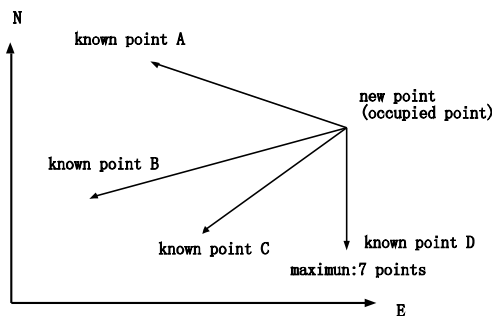 N
known point A
new point
(occupied point)
known point B
known point C
known point D
maximun:7 points
E